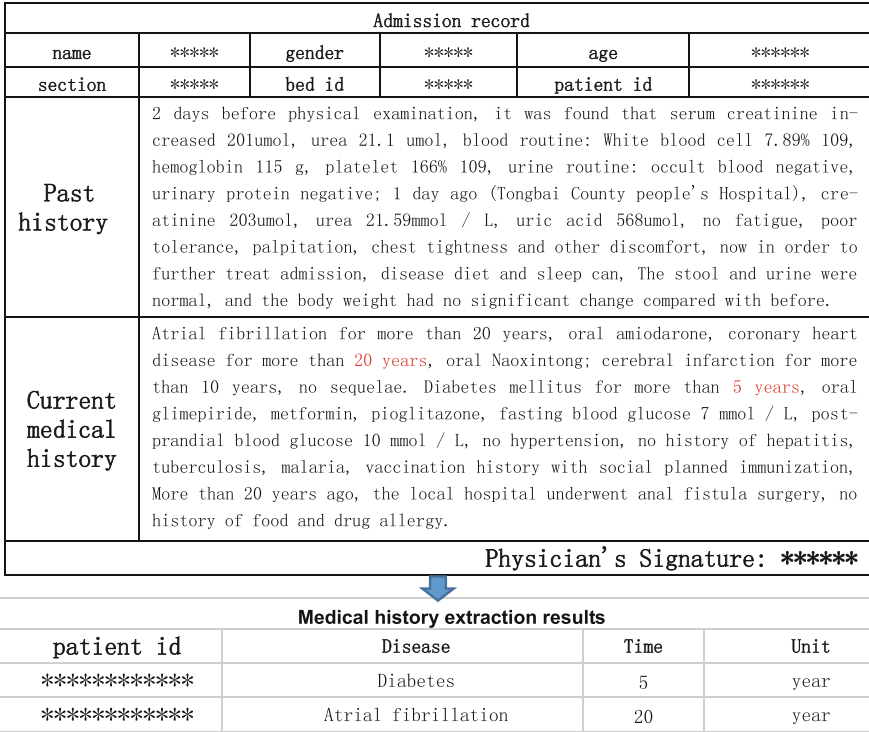 Admission record
name ***** gender ***** age ******
section ***** bed id ***** patient id ******
Past
history
2 days before physical examination, it was found that serum creatinine in-
creased 201umol, urea 21.1 umol, blood routine: White blood cell 7.89% 109,
hemoglobin 115 g, platelet 166% 109, urine routine: occult blood negative,
urinary protein negative; 1 day ago (Tongbai County people's Hospital), cre-
atinine 203umol, urea 21.59mmol / L, uric acid 568umol, no fatigue, poor
tolerance, palpitation, chest tightness and other discomfort, now in order to
further treat admission, disease diet and sleep can, The stool and urine were
normal, and the body weight had no significant change compared with before.
Current
medical
history
Atrial fibrillation for more than 20 years, oral amiodarone, coronary heart
disease for more than 20 years, oral Naoxintong; cerebral infarction for more
than 10 years, no sequelae. Diabetes mellitus for more than 5 years, oral
glimepiride, metformin, pioglitazone, fasting blood glucose 7 mmol / L, post-
prandial blood glucose 10 mmol / L, no hypertension, no history of hepatitis,
tuberculosis, malaria, vaccination history with social planned immunization,
More than 20 years ago, the local hospital underwent anal fistula surgery, no
history of food and drug allergy.
Physician's Signature: ******
Medical history extraction results
patient id Disease Time Unit
************ Diabetes 5 year
************ Atrial fibrillation 20 year